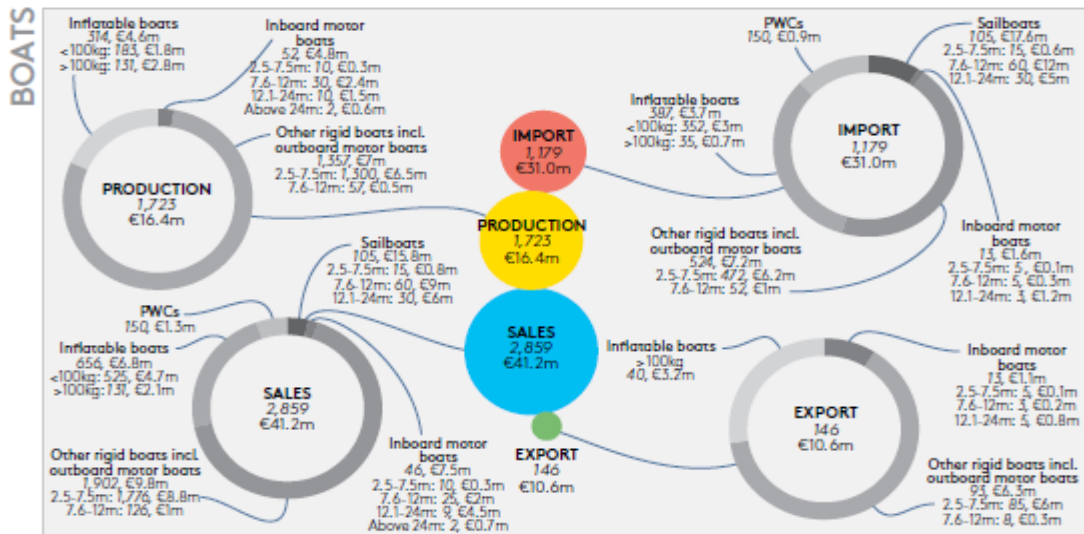 BOATS
Inflatable boats
314, €4.6m
<100kg: 183, €1.8m
>100kg: 131, €2.8m
Inboard motor
boats
52, €4.8m
2.5-7.5m: 10, €0.3m
7.6-12m: 30, €2.4m
12.1-24m: 10, €1.5m
Above 24m: 2, €0.6m
Other rigid boats incl.
outboard motor boats
1,357, €7m
2.5-7.5m: 1,300, €6.5m
7.6-12m: 57, €0.5m
PRODUCTION
1,723
€16.4m
IMPORT
1,179
€31.0m
PRODUCTION
1,723
€16.4m
SALES
2,859
€41.2m
EXPORT
146
€10.6m
PWCs
150, €0.9m
Sailboats
105, €17.6m
2.5-7.5m: 15, €0.6m
7.6-12m: 60, €12m
12.1-24m: 30, €5m
Inflatable boats
387, €3.7m
<100kg: 352, €3m
>100kg: 35, €0.7m
IMPORT
1,179
€31.0m
Other rigid boats incl.
outboard motor boats
524, €7.2m
2.5-7.5m: 472, €6.2m
7.6-12m: 52, €1m
Inboard motor
boats
13, €1.6m
2.5-7.5m: 5, €0.1m
7.6-12m: 5, €0.3m
12.1-24m: 3, €1.2m
Sailboats
105, €15.8m
2.5-7.5m: 15, €0.8m
7.6-12m: 60, €9m
12.1-24m: 30, €6m
PWCs
150, €1.3m
Inflatable boats
656, €6.8m
<100kg: 525, €4.7m
>100kg: 131, €2.1m
SALES
2,859
€41.2m
Other rigid boats incl.
outboard motor boats
1,902, €9.8m
2.5-7.5m: 1,776, €8.8m
7.6-12m: 126, €1m
Inboard motor
boats
46, €7.5m
2.5-7.5m: 10, €0.3m
7.6-12m: 25, €2m
12.1-24m: 9, €4.5m
Above 24m: 2, €0.7m
Inflatable boats
>100kg
40, €3.2m
Inboard motor
boats
13, €1.1m
2.5-7.5m: 5, €0.1m
7.6-12m: 3, €0.2m
12.1-24m: 5, €0.8m
EXPORT
146
€10.6m
Other rigid boats incl.
outboard motor boats
93, €6.3m
2.5-7.5m: 85, €6m
7.6-12m: 8, €0.3m